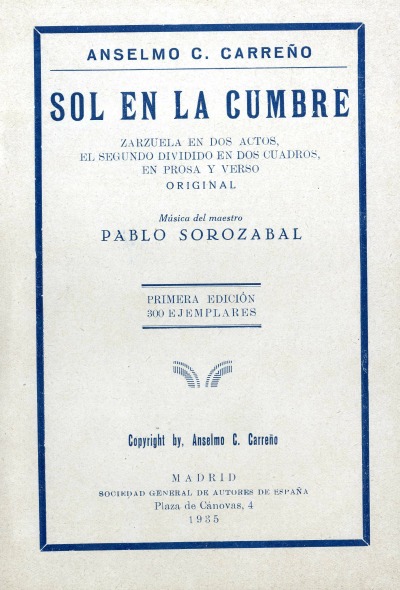 ANSELMO C. CARREÑO
SOL EN LA CUMBRE
ZARZUELA EN DOS ACTOS,
EL SEGUNDO DIVIDIDO EN DOS CUADROS,
EN PROSA Y VERSO
ORIGINAL
Música del maestro
PABLO SOROZABAL
PRIMERA EDICIÓN
300 EJEMPLARES
Copyright by, Anselmo C. Carreño
MADRID
SOCIEDAD GENERAL DE AUTORES DE ESPAÑA
Plaza de Cánovas, 4
1935